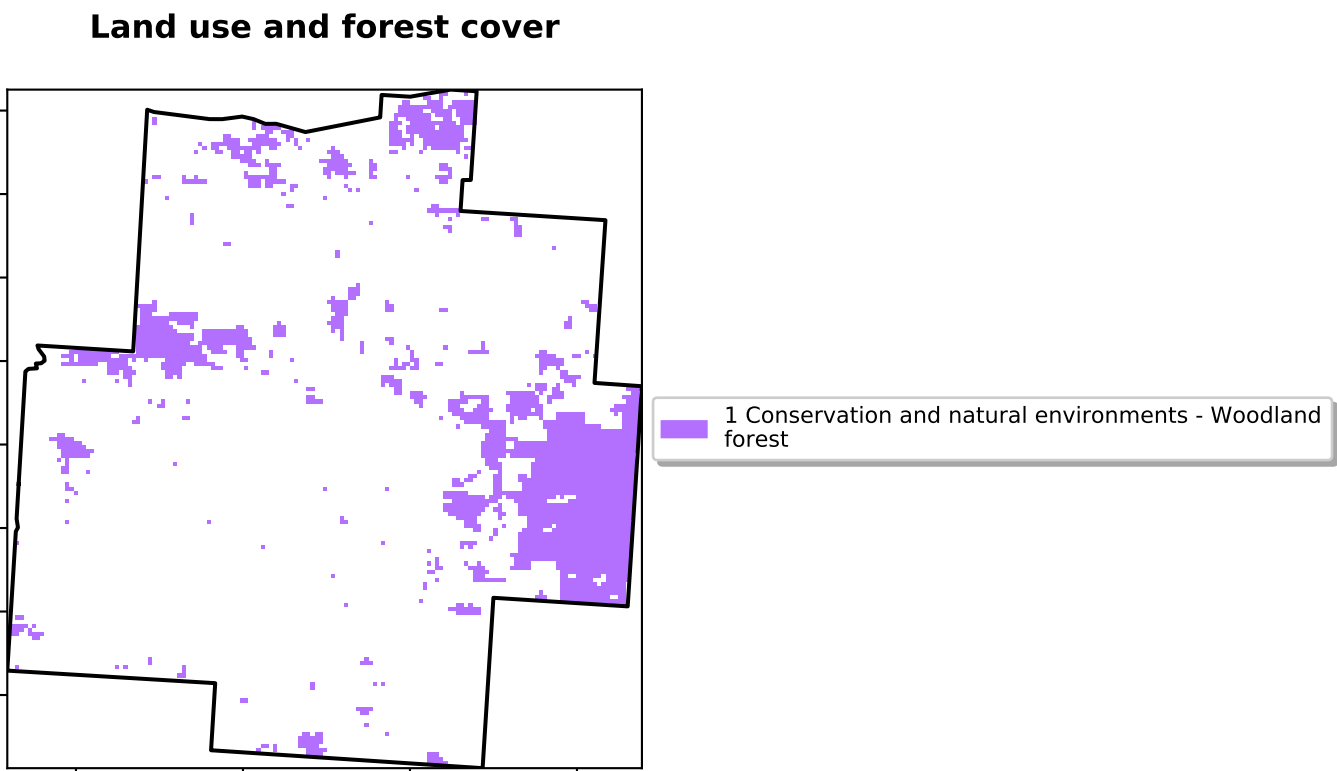 Land use and forest cover
1 Conservation and natural environments - Woodland
forest